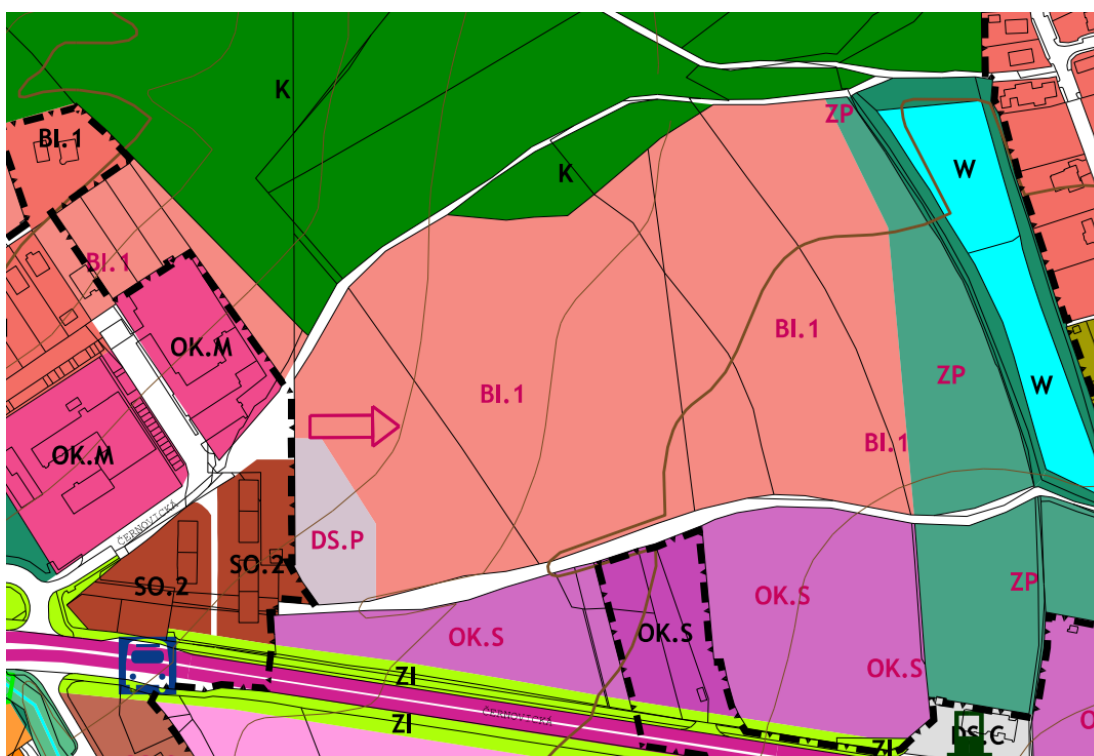 K
ZP
BI.1
W
K
BI.1
BI.1
OK.M
ZP
W
BI.1
OK.M
BI.1
ČERNOVICKÁ
DS.P
SO.2
SO.2
ZP
OK.S
OK.S
OK.S
OK.S
ZI
ČERNOVICKÁ
ZI
O
DS.C
ZI